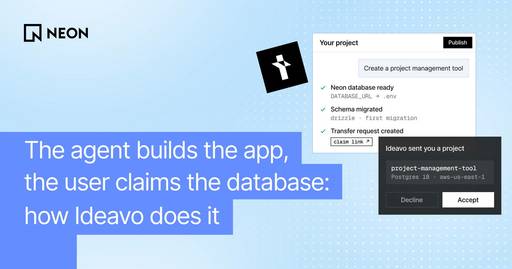 NEON
Your project
Publish
Create a project management tool
Neon database ready
DATABASE_URL → .env
Schema migrated
drizzle · first migration
Transfer request created
claim link ↗
Ideavo sent you a project
project-management-tool
Postgres 18 · aws-us-east-1
Decline
Accept
The agent builds the app,
the user claims the database:
how Ideavo does it